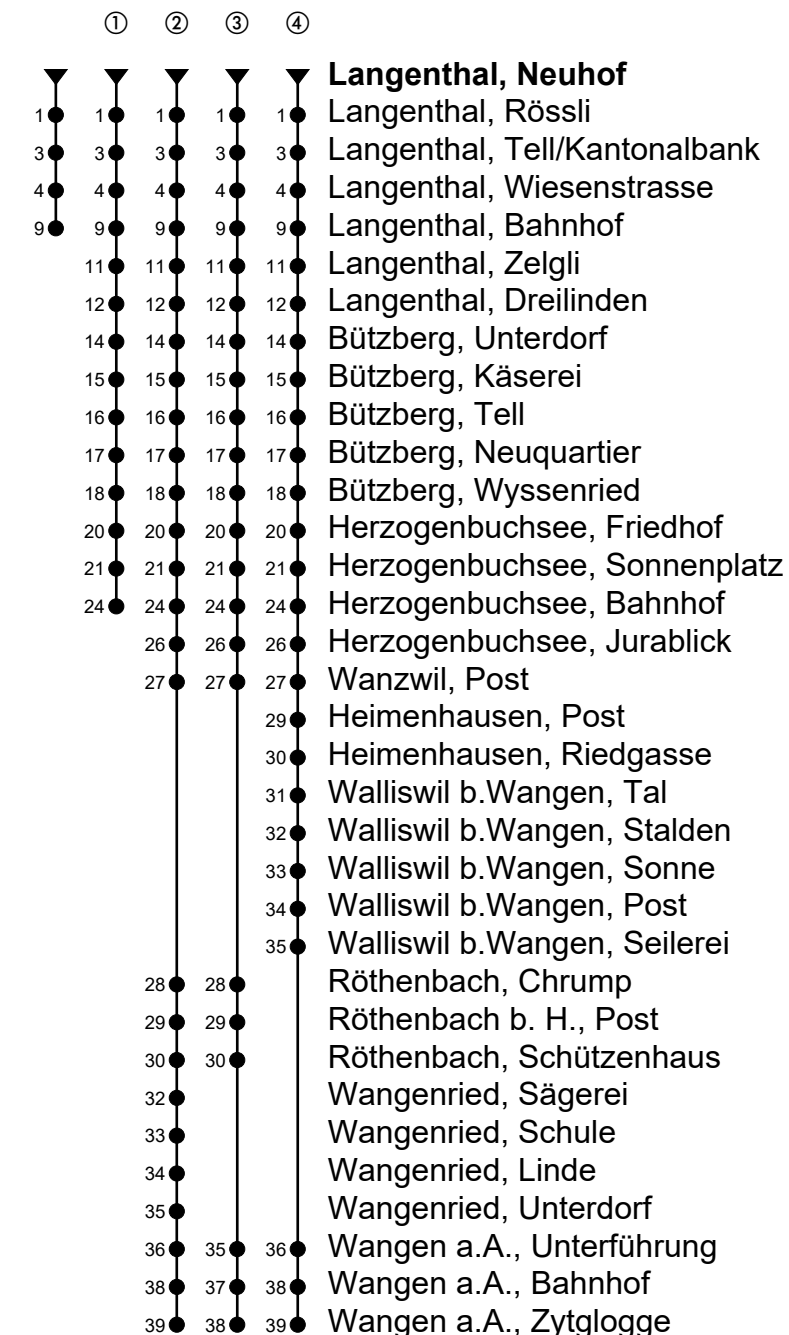 ① ② ③ ④
Langenthal, Neuhof
1 1 1 1 1 Langenthal, Rössli
3 3 3 3 3 Langenthal, Tell/Kantonalbank
4 4 4 4 4 Langenthal, Wiesenstrasse
9 9 9 9 9 Langenthal, Bahnhof
11 11 11 11 Langenthal, Zelgli
12 12 12 12 Langenthal, Dreilinden
14 14 14 14 Bützberg, Unterdorf
15 15 15 15 Bützberg, Käserei
16 16 16 16 Bützberg, Tell
17 17 17 17 Bützberg, Neuquartier
18 18 18 18 Bützberg, Wyssenried
20 20 20 20 Herzogenbuchsee, Friedhof
21 21 21 21 Herzogenbuchsee, Sonnenplatz
24 24 24 24 Herzogenbuchsee, Bahnhof
26 26 26 Herzogenbuchsee, Jurablick
27 27 27 Wanzwil, Post
29 Heimenhausen, Post
30 Heimenhausen, Riedgasse
31 Walliswil b.Wangen, Tal
32 Walliswil b.Wangen, Stalden
33 Walliswil b.Wangen, Sonne
34 Walliswil b.Wangen, Post
35 Walliswil b.Wangen, Seilerei
28 28 Röthenbach, Chrump
29 29 Röthenbach b. H., Post
30 30 Röthenbach, Schützenhaus
32 Wangenried, Sägerei
33 Wangenried, Schule
34 Wangenried, Linde
35 Wangenried, Unterdorf
36 35 36 Wangen a.A., Unterführung
38 37 38 Wangen a.A., Bahnhof
39 38 39 Wangen a.A., Zytglogge